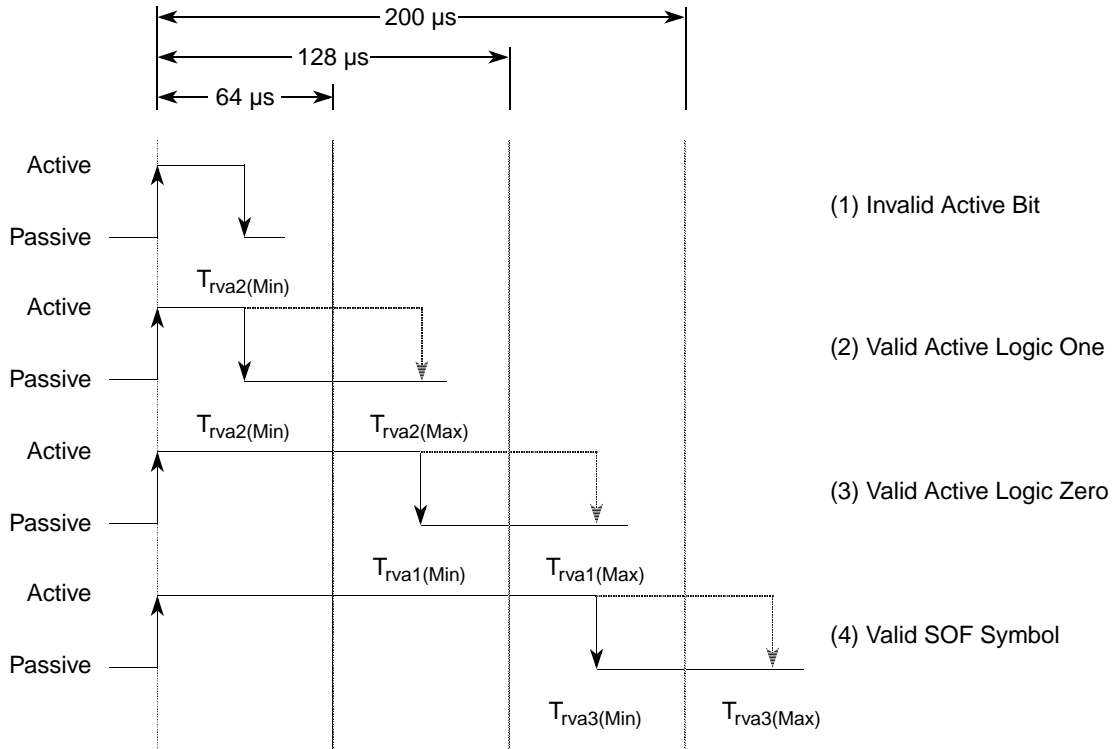 200 µs
128 µs
64 µs
Active
Passive
(1) Invalid Active Bit
Trva2(Min)
Active
Passive
(2) Valid Active Logic One
Trva2(Min)
Trva2(Max)
Active
Passive
(3) Valid Active Logic Zero
Trva1(Min)
Trva1(Max)
Active
Passive
(4) Valid SOF Symbol
Trva3(Min)
Trva3(Max)